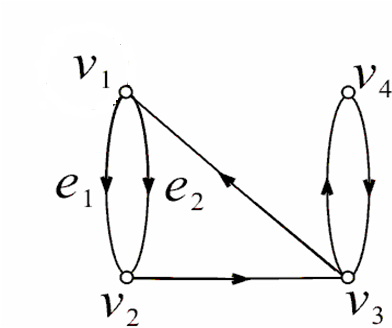 v₁ v₄
e₁ e₂
v₂ v₃